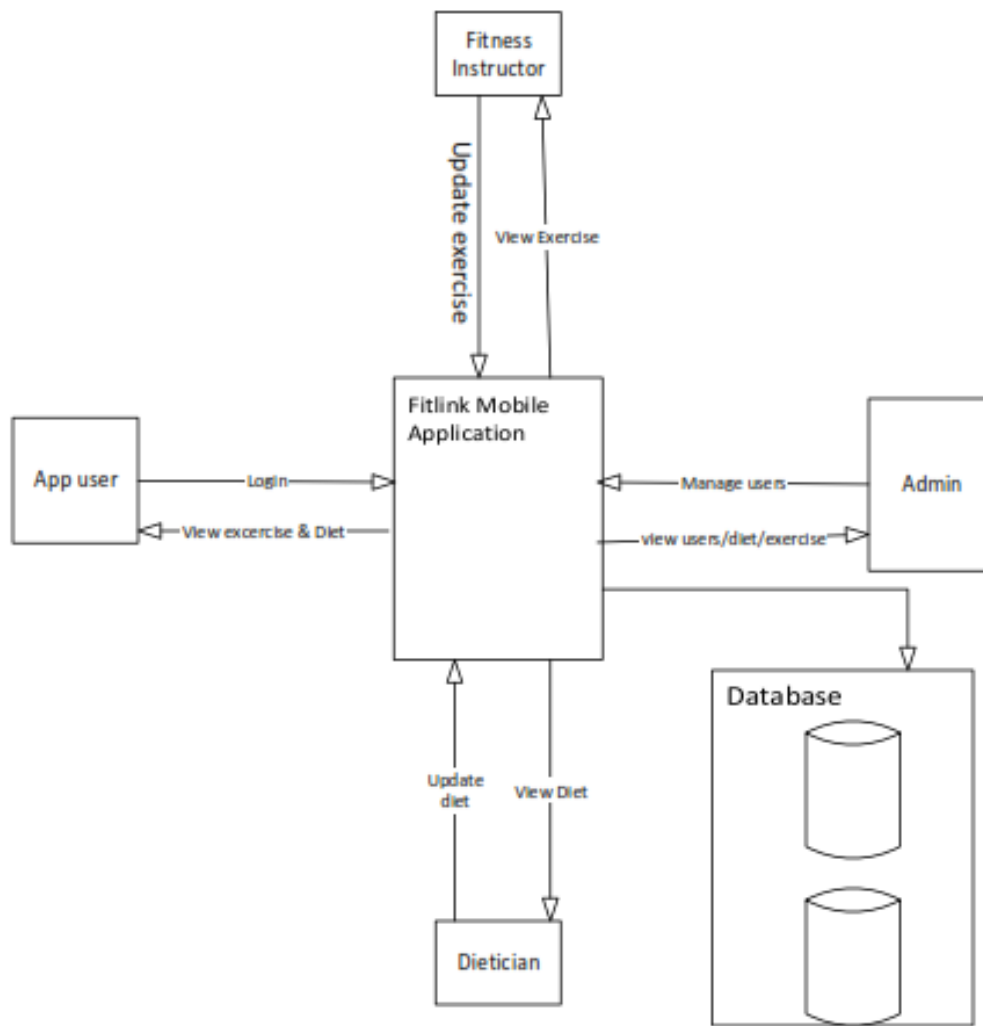 Fitness
Instructor
Update exercise
View Exercise
Fitlink Mobile
Application
App user
Login
View excercise & Diet
Manage users
Admin
view users/diet/exercise
Database
Update
diet
View Diet
Dietician